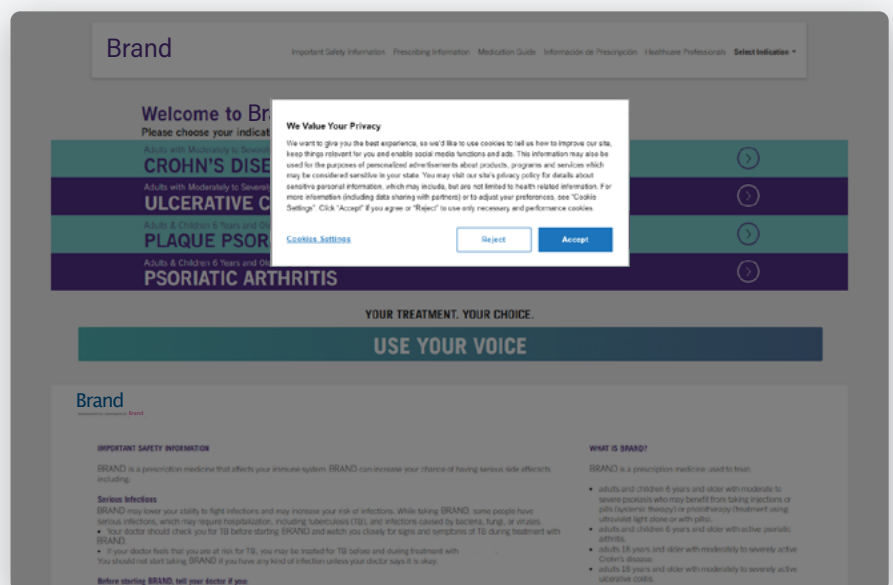 Brand
Important Safety Information Prescribing Information Medication Guide Información de Prescripción Healthcare Professionals Select Indication
Welcome to Br
Please choose your indicat
Adults with Moderately to Severely
CROHN'S DISE
Adults with Moderately to Severely
ULCERATIVE C
Adults & Children 6 Years and Ol
PLAQUE PSOR
Adults & Children 6 Years and Ol
PSORIATIC ARTHRITIS
We Value Your Privacy
We want to give you the best experience, so we'd like to use cookies to tell us how to improve our site,
keep things relevant for you and enable social media functions and ads. This information may also be
used for the purposes of personalized advertisements about products, programs and services which
may be considered sensitive in your state. You may visit our site's privacy policy for details about
sensitive personal information, which may include, but are not limited to health related information. For
more information (including data sharing with partners) or to adjust your preferences, see "Cookie
Settings". Click "Accept" if you agree or "Reject" to use only necessary and performance cookies.
Cookies Settings
Reject
Accept
YOUR TREATMENT. YOUR CHOICE.
USE YOUR VOICE
Brand
Brand
IMPORTANT SAFETY INFORMATION
BRAND is a prescription medicine that affects your immune system. BRAND can increase your chance of having serious side effects
including:
Serious Infections
BRAND may lower your ability to fight infections and may increase your risk of infections. While taking BRAND, some people have
serious infections, which may require hospitalization, including tuberculosis (TB), and infections caused by bacteria, fungi, or viruses.
• Your doctor should check you for TB before starting BRAND and watch you closely for signs and symptoms of TB during treatment with
BRAND.
• If your doctor feels that you are at risk for TB, you may be treated for TB before and during treatment with
You should not start taking BRAND if you have any kind of infection unless your doctor says it is okay.
Before starting BRAND, tell your doctor if you:
WHAT IS BRAND?
BRAND is a prescription medicine used to treat:
• adults and children 6 years and older with moderate to
severe psoriasis who may benefit from taking injections or
pills (systemic therapy) or phototherapy (treatment using
ultraviolet light alone or with pills).
• adults and children 6 years and older with active psoriatic
arthritis.
• adults 18 years and older with moderately to severely active
Crohn's disease.
• adults 18 years and older with moderately to severely active
ulcerative colitis.